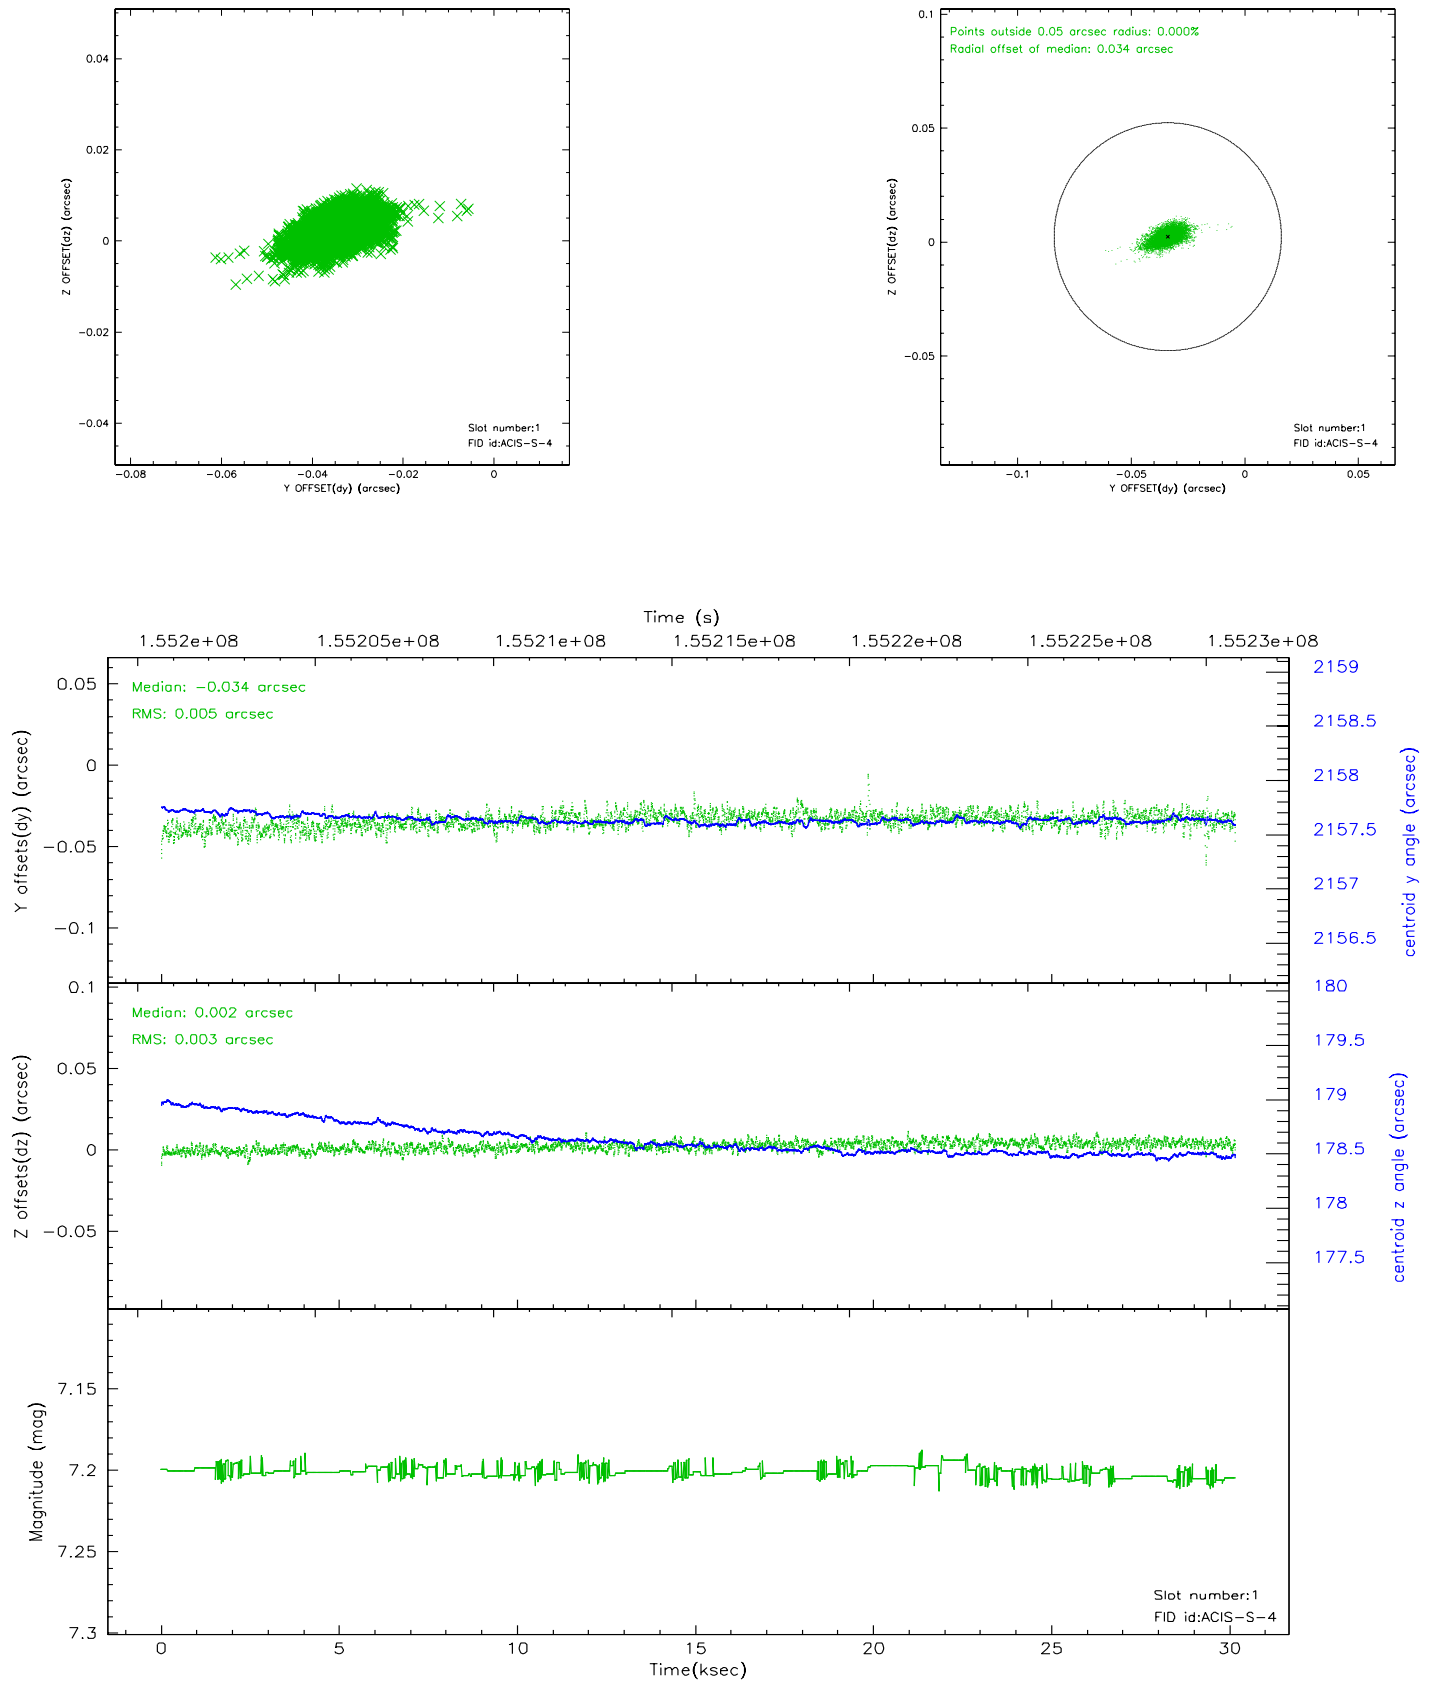 0.04
0.02
0
−0.02
−0.04
Z OFFSET(dz) (arcsec)
Slot number:1
FID id:ACIS−S−4
−0.08
−0.06
−0.04
−0.02
0
Y OFFSET(dy) (arcsec)
Points outside 0.05 arcsec radius: 0.000%
Radial offset of median: 0.034 arcsec
0.1
0.05
0
−0.05
Z OFFSET(dz) (arcsec)
Slot number:1
FID id:ACIS−S−4
−0.1
−0.05
0
0.05
Y OFFSET(dy) (arcsec)
Time (s)
1.552e+08
1.55205e+08
1.5521e+08
1.55215e+08
1.5522e+08
1.55225e+08
1.5523e+08
Median: −0.034 arcsec
RMS: 0.005 arcsec
0.05
0
−0.05
−0.1
Y offsets(dy) (arcsec)
2159
2158.5
2158
2157.5
2157
2156.5
centroid y angle (arcsec)
Median: 0.002 arcsec
RMS: 0.003 arcsec
0.1
0.05
0
−0.05
Z offsets(dz) (arcsec)
180
179.5
179
178.5
178
177.5
centroid z angle (arcsec)
7.15
7.2
7.25
7.3
Magnitude (mag)
Slot number:1
FID id:ACIS−S−4
0
5
10
15
20
25
30
Time(ksec)